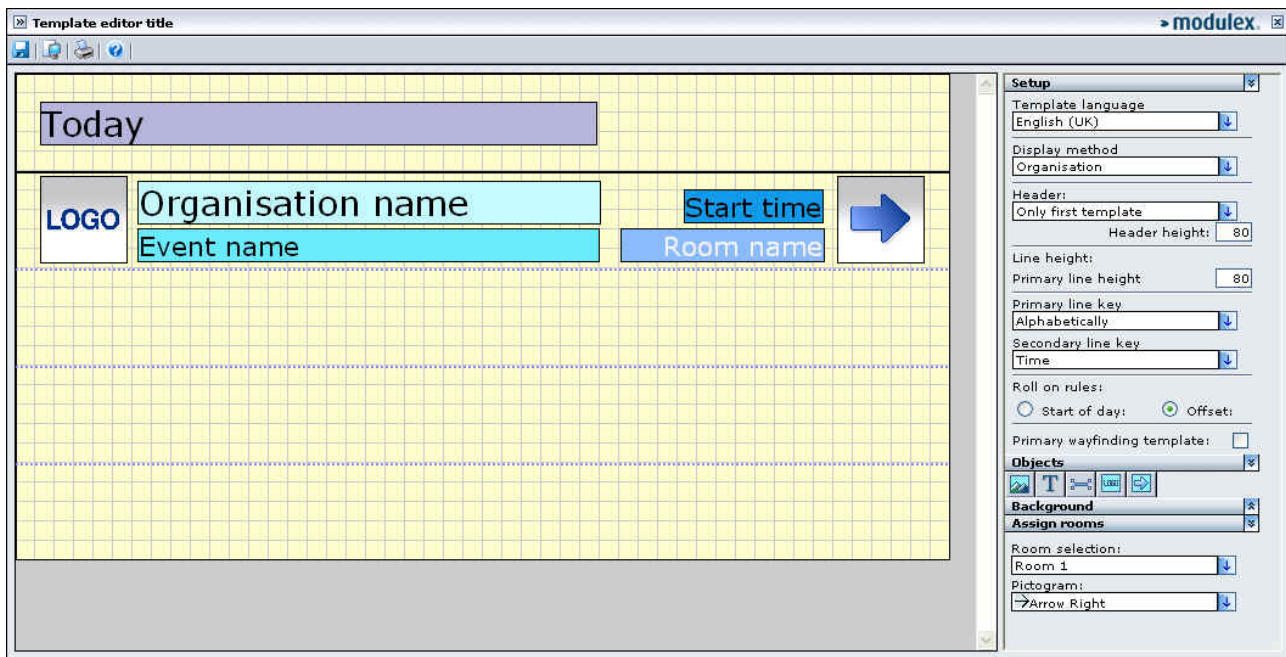 Template editor title
modulex.
Today
LOGO
Organisation name
Event name
Start time
Room name
Setup
Template language
English (UK)
Display method
Organisation
Header:
Only first template
Header height: 80
Line height:
Primary line height 80
Primary line key
Alphabetically
Secondary line key
Time
Roll on rules:
Start of day: Offset:
Primary wayfinding template:
Objects
T
LOGO
Background
Assign rooms
Room selection:
Room 1
Pictogram:
Arrow Right